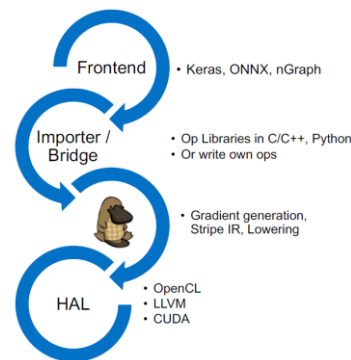 Frontend
• Keras, ONNX, nGraph
Importer /
Bridge
• Op Libraries in C/C++, Python
• Or write own ops
• Gradient generation,
Stripe IR, Lowering
HAL
• OpenCL
• LLVM
• CUDA